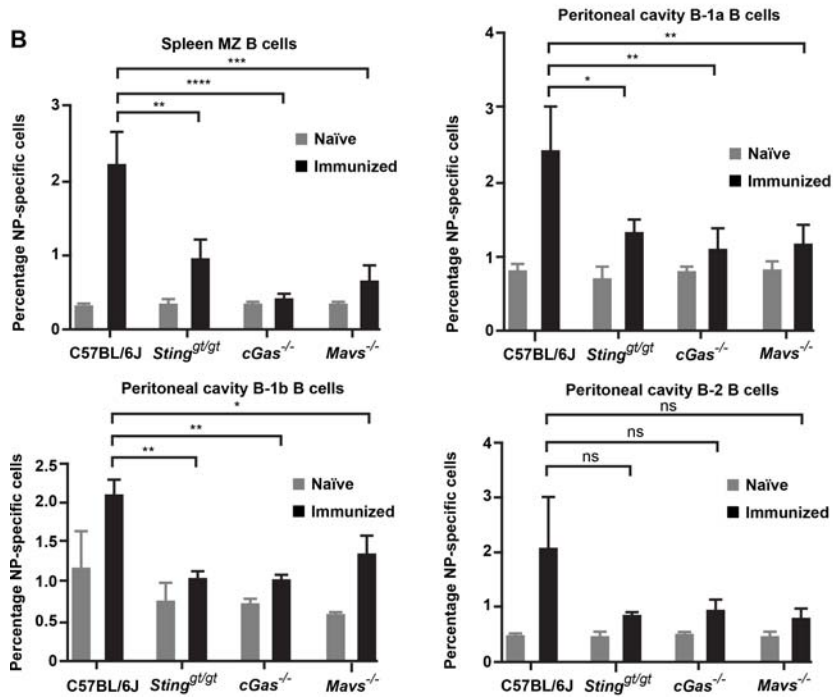 B
Spleen MZ B cells
***
****
**
Percentage NP-specific cells
3
2
1
0
Naïve
Immunized
C57BL/6J Sting^gt/gt cGas^-/- Mavs^-/-
Peritoneal cavity B-1a B cells
**
**
*
Percentage NP-specific cells
4
3
2
1
0
Naïve
Immunized
C57BL/6J Sting^gt/gt cGas^-/- Mavs^-/-
Peritoneal cavity B-1b B cells
*
**
**
Percentage NP-specific cells
2.5
2.0
1.5
1.0
0.5
0
Naïve
Immunized
C57BL/6J Sting^gt/gt cGas^-/- Mavs^-/-
Peritoneal cavity B-2 B cells
ns
ns
ns
Percentage NP-specific cells
4
3
2
1
0
Naïve
Immunized
C57BL/6J Sting^gt/gt cGas^-/- Mavs^-/-